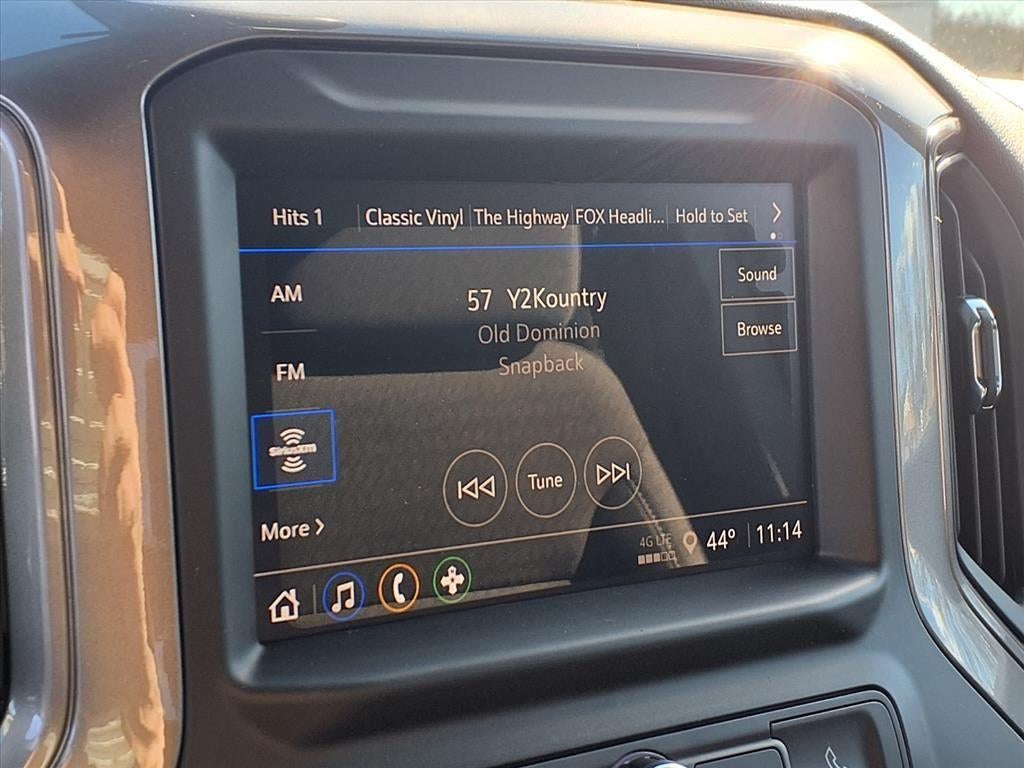 Hits 1 Classic Vinyl The Highway FOX Headli... Hold to Set
Sound
AM
57 Y2Kountry
Browse
Old Dominion
Snapback
FM
SiriusXM
Tune
More
4G LTE 44° 11:14